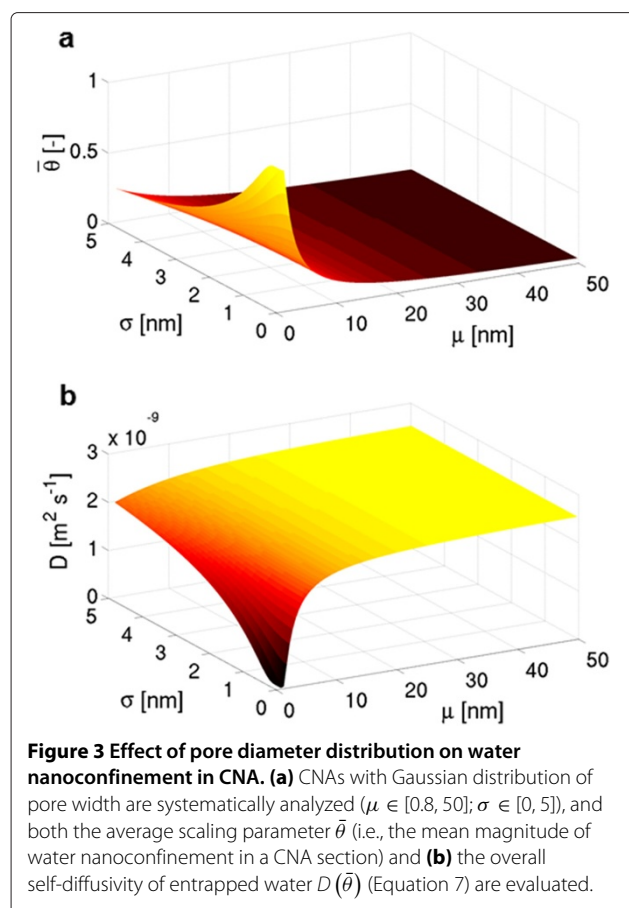 a
1
0.5
0
θ̄ [-]
5
4
3
2
1
0
σ [nm]
0
10
20
30
40
50
μ [nm]
b
x 10⁻⁹
3
2
1
0
D [m² s⁻¹]
5
4
3
2
1
0
σ [nm]
0
10
20
30
40
50
μ [nm]
Figure 3 Effect of pore diameter distribution on water
nanoconfinement in CNA. (a) CNAs with Gaussian distribution of
pore width are systematically analyzed (μ ∈ [0.8, 50]; σ ∈ [0, 5]), and
both the average scaling parameter θ̄ (i.e., the mean magnitude of
water nanoconfinement in a CNA section) and (b) the overall
self-diffusivity of entrapped water D (θ̄) (Equation 7) are evaluated.